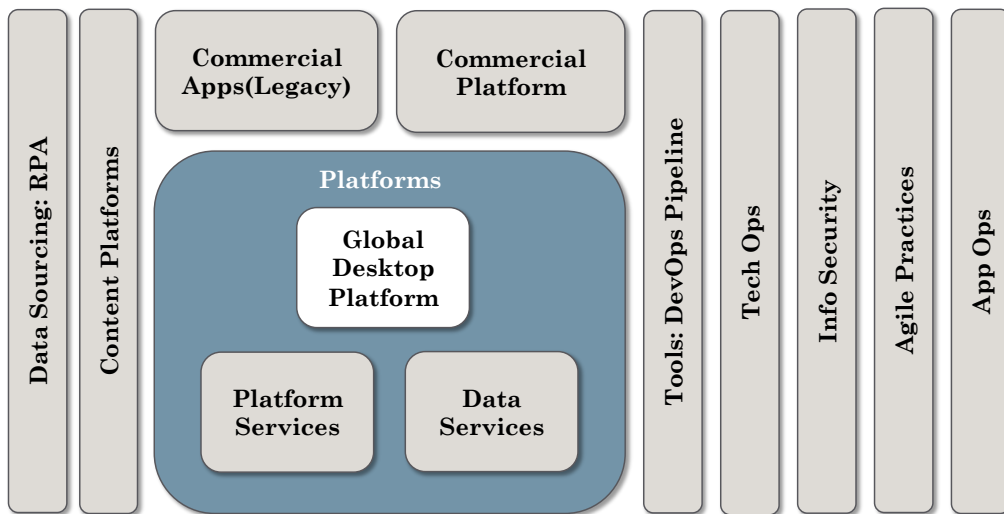 Data Sourcing: RPA
Content Platforms
Commercial
Apps(Legacy)
Commercial
Platform
Platforms
Global
Desktop
Platform
Platform
Services
Data
Services
Tools: DevOps Pipeline
Tech Ops
Info Security
Agile Practices
App Ops